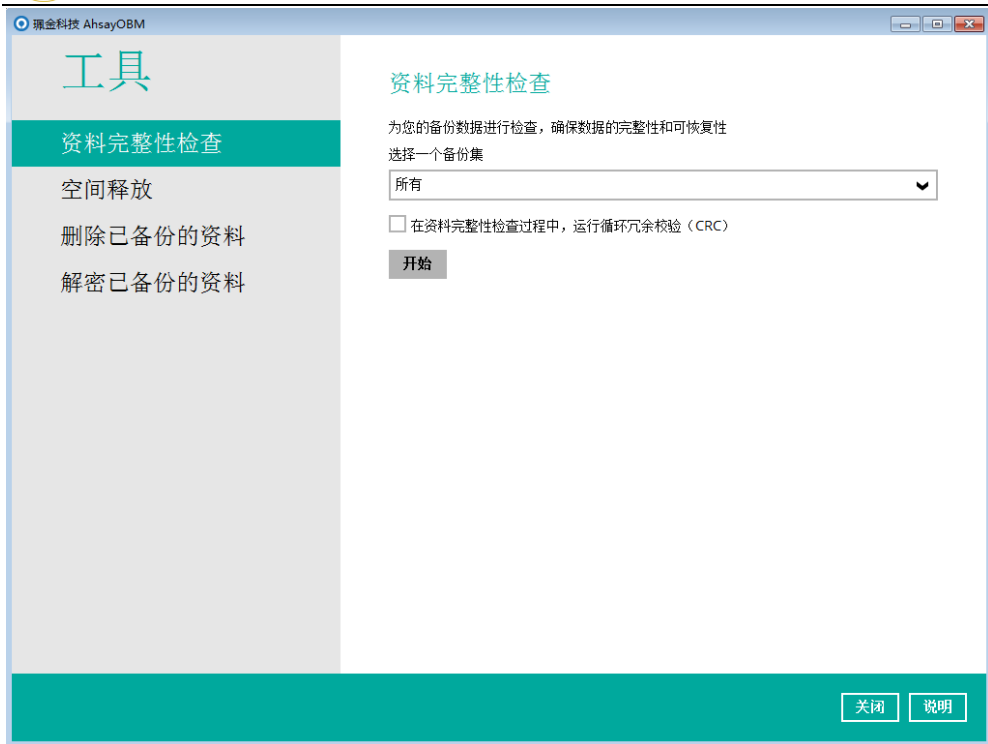 珮金科技 AhsayOBM
工具
资料完整性检查
空间释放
删除已备份的资料
解密已备份的资料
资料完整性检查
为您的备份数据进行检查，确保数据的完整性和可恢复性
选择一个备份集
所有
在资料完整性检查过程中，运行循环冗余校验（CRC）
开始
关闭
说明